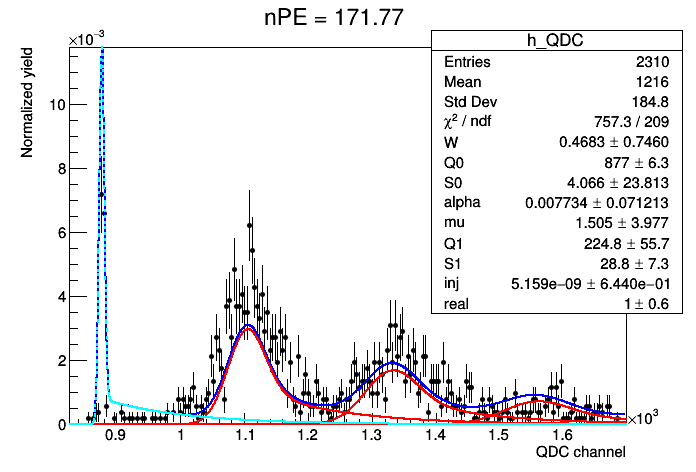 nPE = 171.77
×10⁻³
Normalized yield
10
8
6
4
2
0
0.9
1
1.1
1.2
1.3
1.4
1.5
1.6
×10³
QDC channel
h_QDC
Entries 2310
Mean 1216
Std Dev 184.8
χ² / ndf 757.3 / 209
W 0.4683 ± 0.7460
Q0 877 ± 6.3
S0 4.066 ± 23.813
alpha 0.007734 ± 0.071213
mu 1.505 ± 3.977
Q1 224.8 ± 55.7
S1 28.8 ± 7.3
inj 5.159e−09 ± 6.440e−01
real 1 ± 0.6